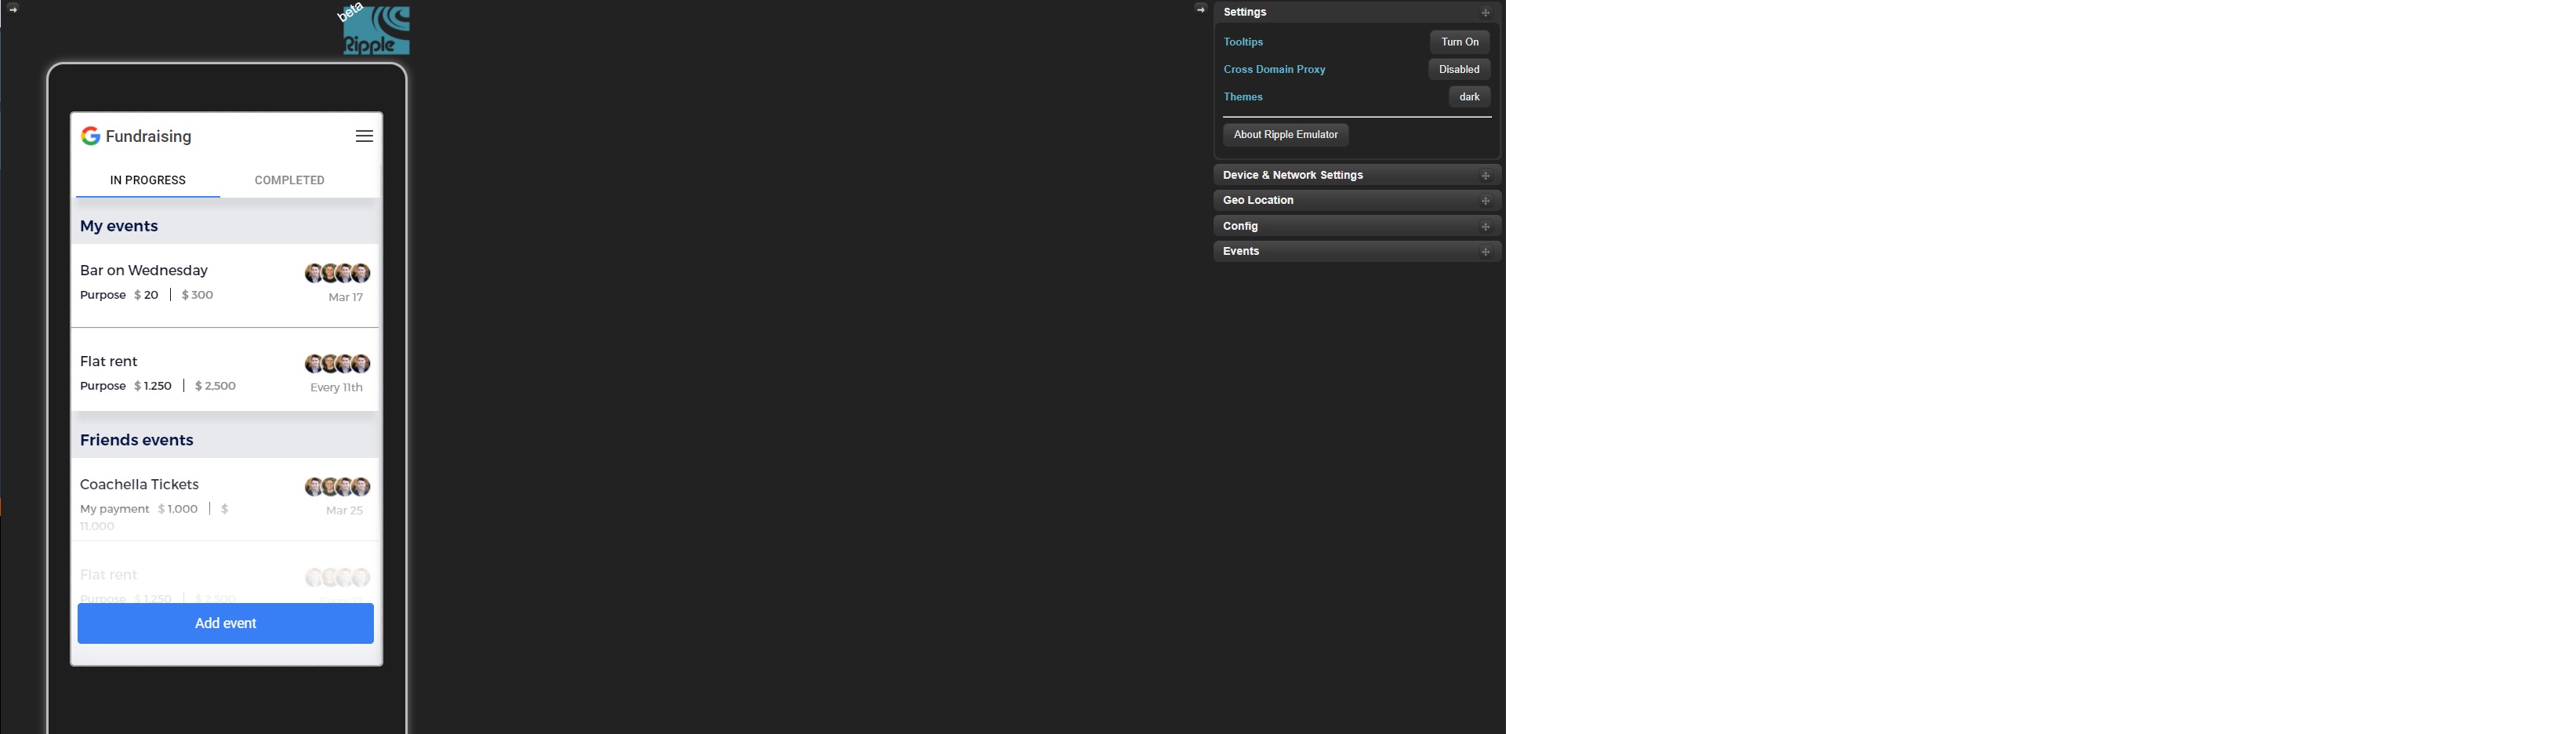 beta
Ripple
Fundraising
IN PROGRESS COMPLETED
My events
Bar on Wednesday
Purpose $ 20 | $ 300
Mar 17
Flat rent
Purpose $ 1.250 | $ 2,500
Every 11th
Friends events
Coachella Tickets
My payment $ 1,000 | $
11,000
Mar 25
Flat rent
Purpose $ 1.250 | $ 2,500
Add event
Settings
Tooltips Turn On
Cross Domain Proxy Disabled
Themes dark
About Ripple Emulator
Device & Network Settings
Geo Location
Config
Events